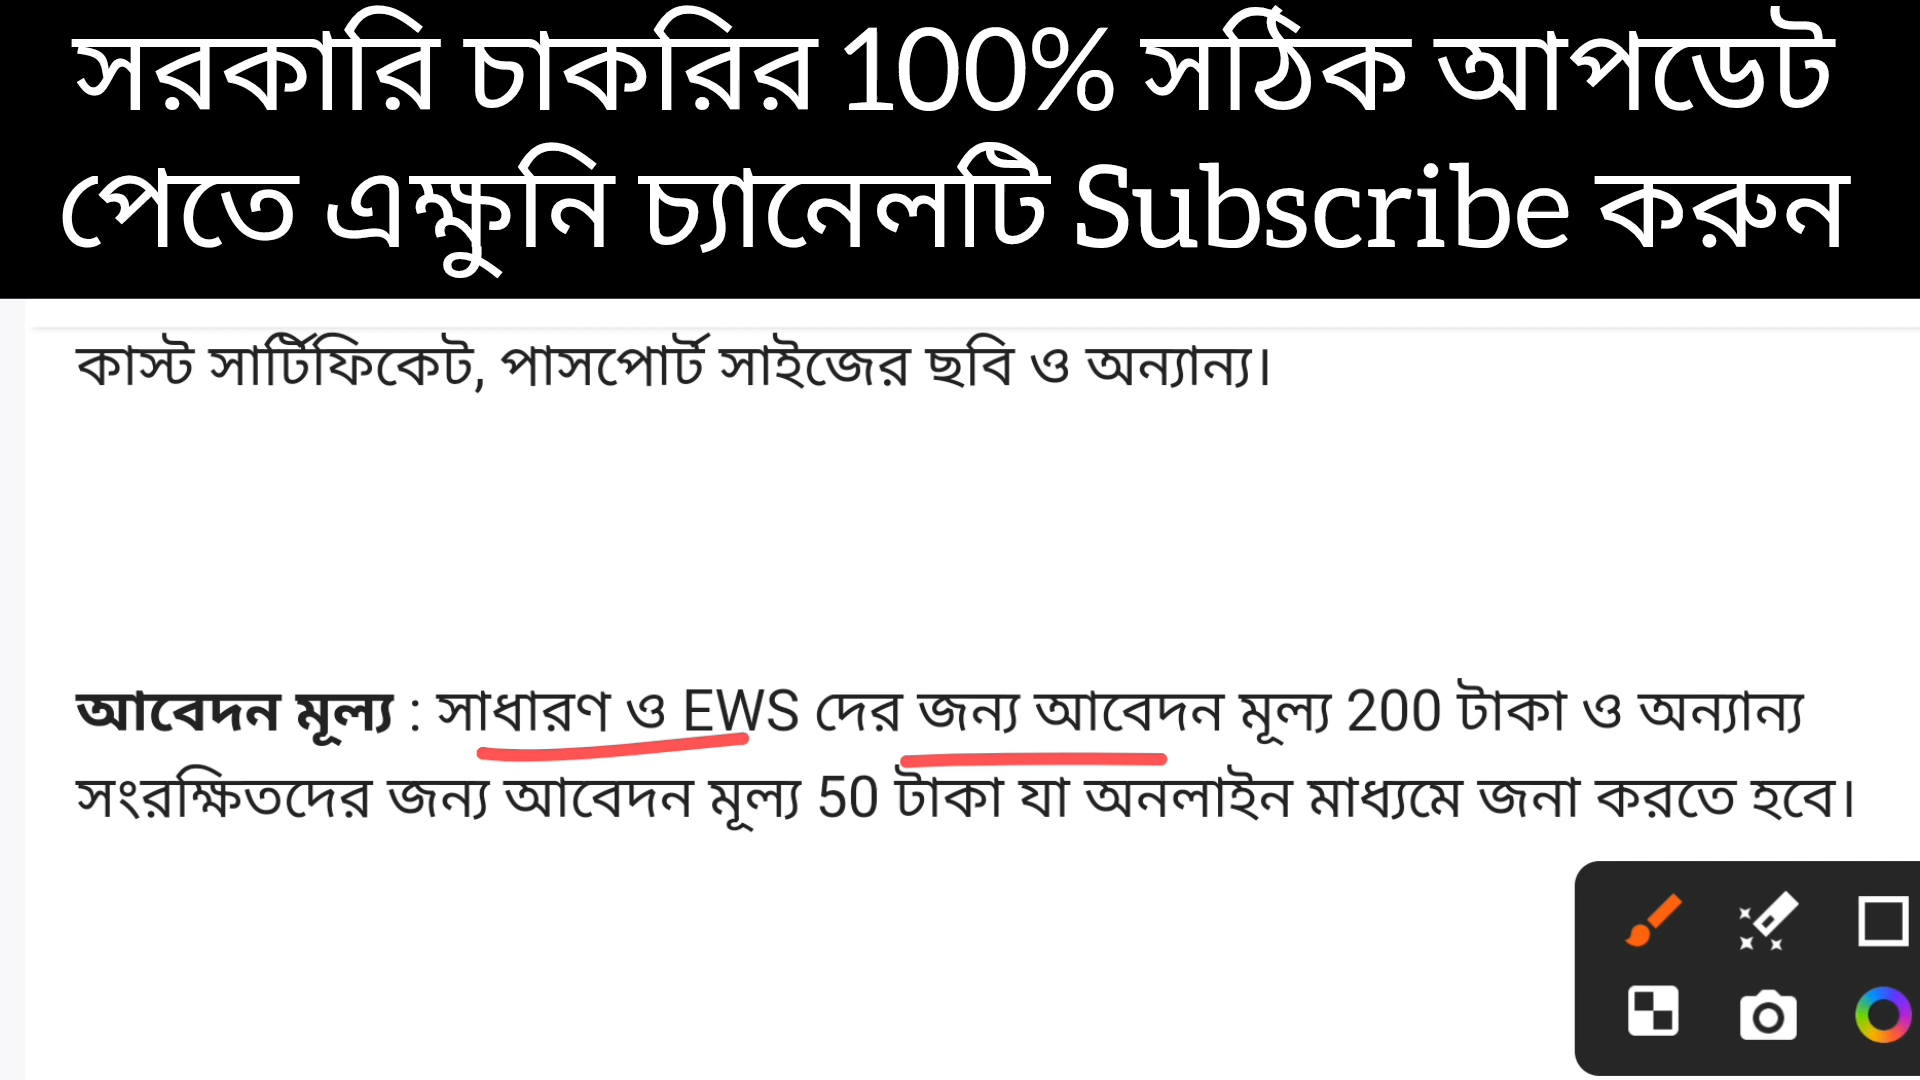 সরকারি চাকরির 100% সঠিক আপডেট
পেতে এক্ষুনি চ্যানেলটি Subscribe করুন
কাস্ট সার্টিফিকেট, পাসপোর্ট সাইজের ছবি ও অন্যান্য।
আবেদন মূল্য : সাধারণ ও EWS দের জন্য আবেদন মূল্য 200 টাকা ও অন্যান্য
সংরক্ষিতদের জন্য আবেদন মূল্য 50 টাকা যা অনলাইন মাধ্যমে জনা করতে হবে।